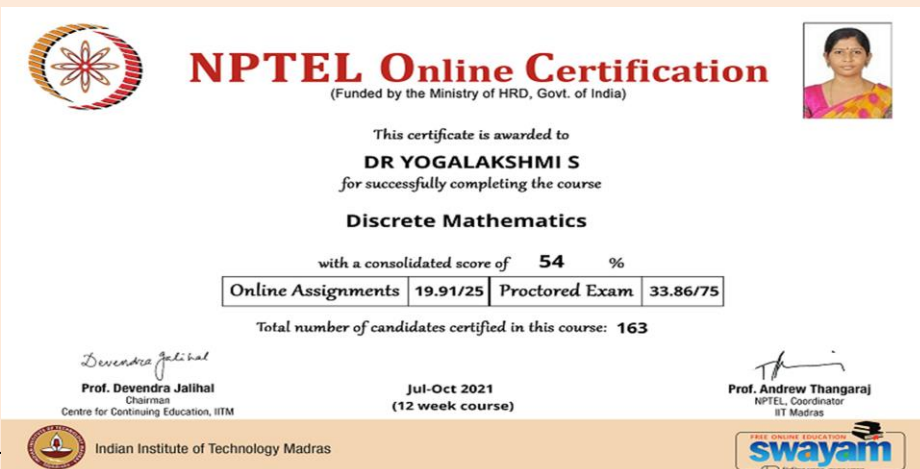 NPTEL Online Certification
(Funded by the Ministry of HRD, Govt. of India)
This certificate is awarded to
DR YOGALAKSHMI S
for successfully completing the course
Discrete Mathematics
with a consolidated score of 54 %
Online Assignments 19.91/25 Proctored Exam 33.86/75
Total number of candidates certified in this course: 163
Devendra Jalihal
Prof. Devendra Jalihal
Chairman
Centre for Continuing Education, IITM
Jul-Oct 2021
(12 week course)
Prof. Andrew Thangaraj
NPTEL, Coordinator
IIT Madras
Indian Institute of Technology Madras
FREE ONLINE EDUCATION
swayam